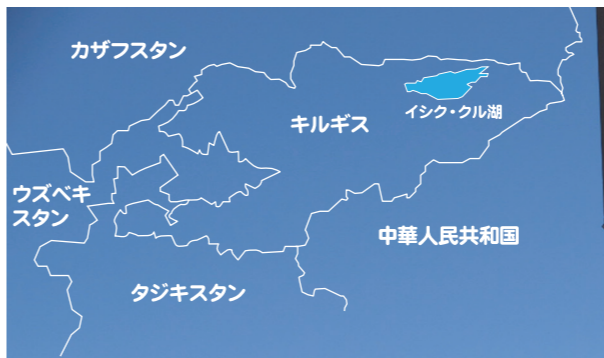 カザフスタン
イシク・クル湖
キルギス
ウズベキ
スタン
中華人民共和国
タジキスタン